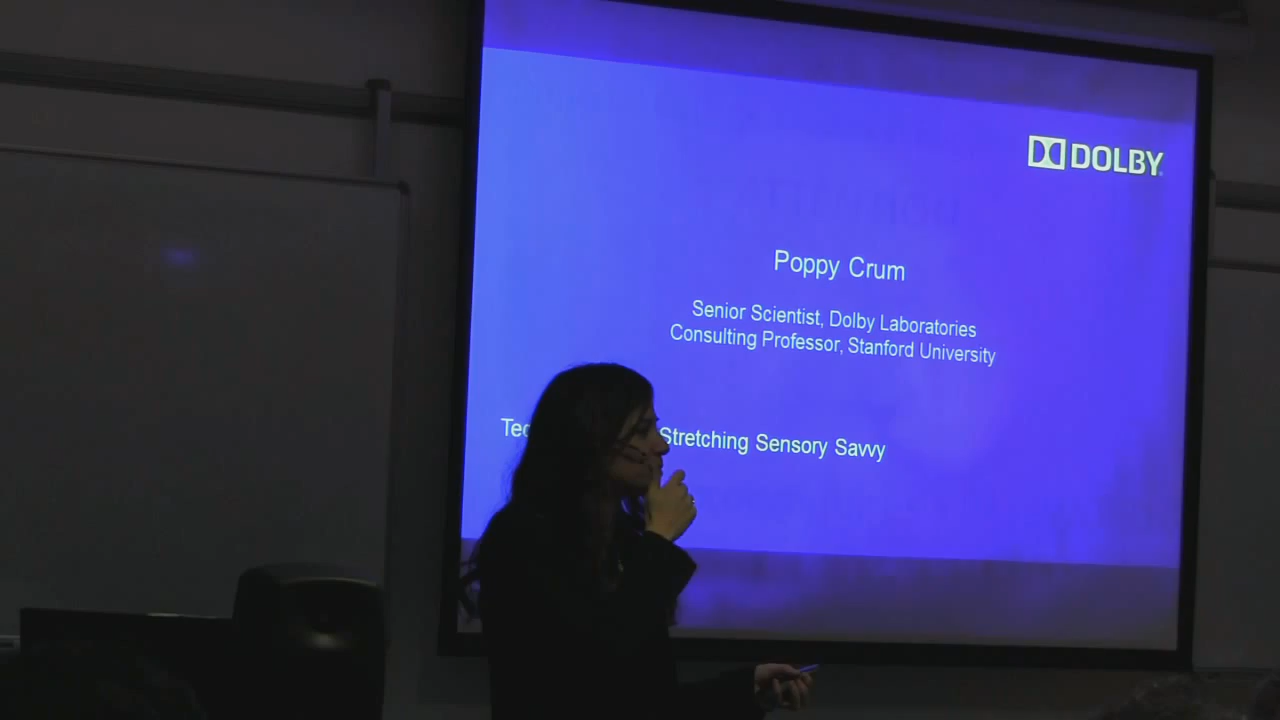 DOLBY
Poppy Crum
Senior Scientist, Dolby Laboratories
Consulting Professor, Stanford University
Stretching Sensory Savvy